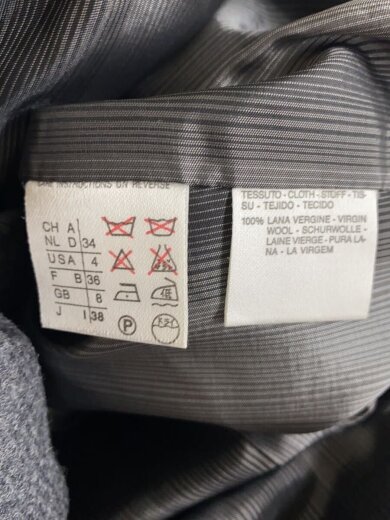 CARE INSTRUCTIONS ON REVERSE
CH A
NL D 34
USA 4
F B 36
GB 8
J I 38
P
TESSUTO - CLOTH - STOFF - TIS-
SU - TEJIDO - TECIDO
100% LANA VERGINE - VIRGIN
WOOL - SCHURWOLLE -
LAINE VIERGE - PURA LA-
NA - LA VIRGEM